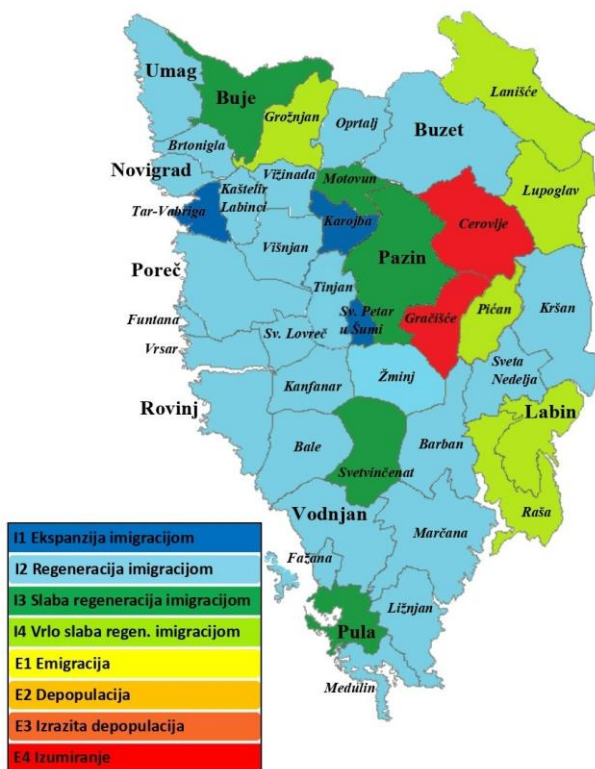 Umag
Buje
Grožnjan
Oprtalj
Buzet
Lanišće
Brtonigla
Novigrad
Vižinada
Motovun
Lupoglav
Kaštelir
Labinci
Tar-Vabriga
Karojba
Cerovlje
Višnjan
Pazin
Poreč
Tinjan
Sv. Petar
u Šumi
Gračišće
Pićan
Kršan
Funtana
Sv. Lovreč
Vrsar
Sveta
Nedelja
Kanfanar
Žminj
Rovinj
Labin
Bale
Svetvinčenat
Barban
Raša
Vodnjan
Marčana
Fažana
Ližnjan
Pula
Medulin
I1 Ekspanzija imigracijom
I2 Regeneracija imigracijom
I3 Slaba regeneracija imigracijom
I4 Vrlo slaba regen. imigracijom
E1 Emigracija
E2 Depopulacija
E3 Izrazita depopulacija
E4 Izumiranje